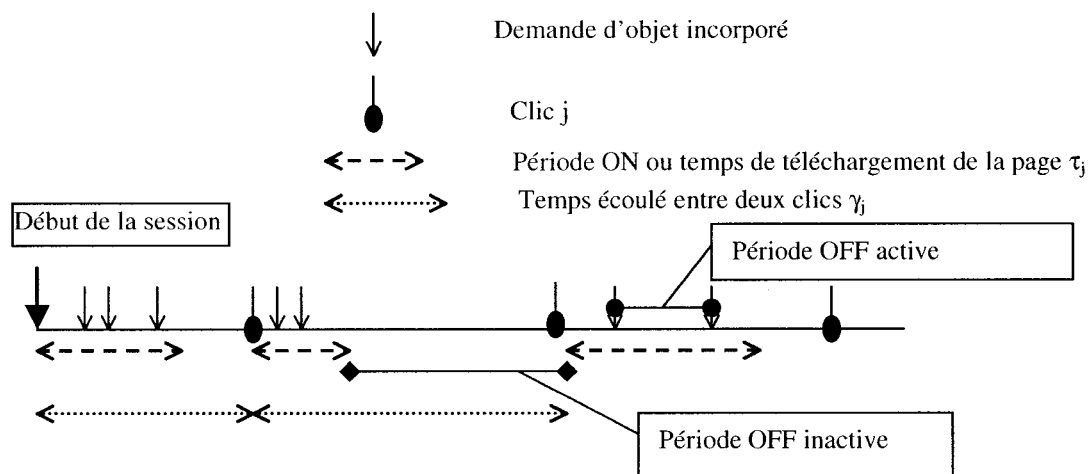 Demande d'objet incorporé
Clic j
Période ON ou temps de téléchargement de la page τj
Temps écoulé entre deux clics γj
Début de la session
Période OFF active
Période OFF inactive